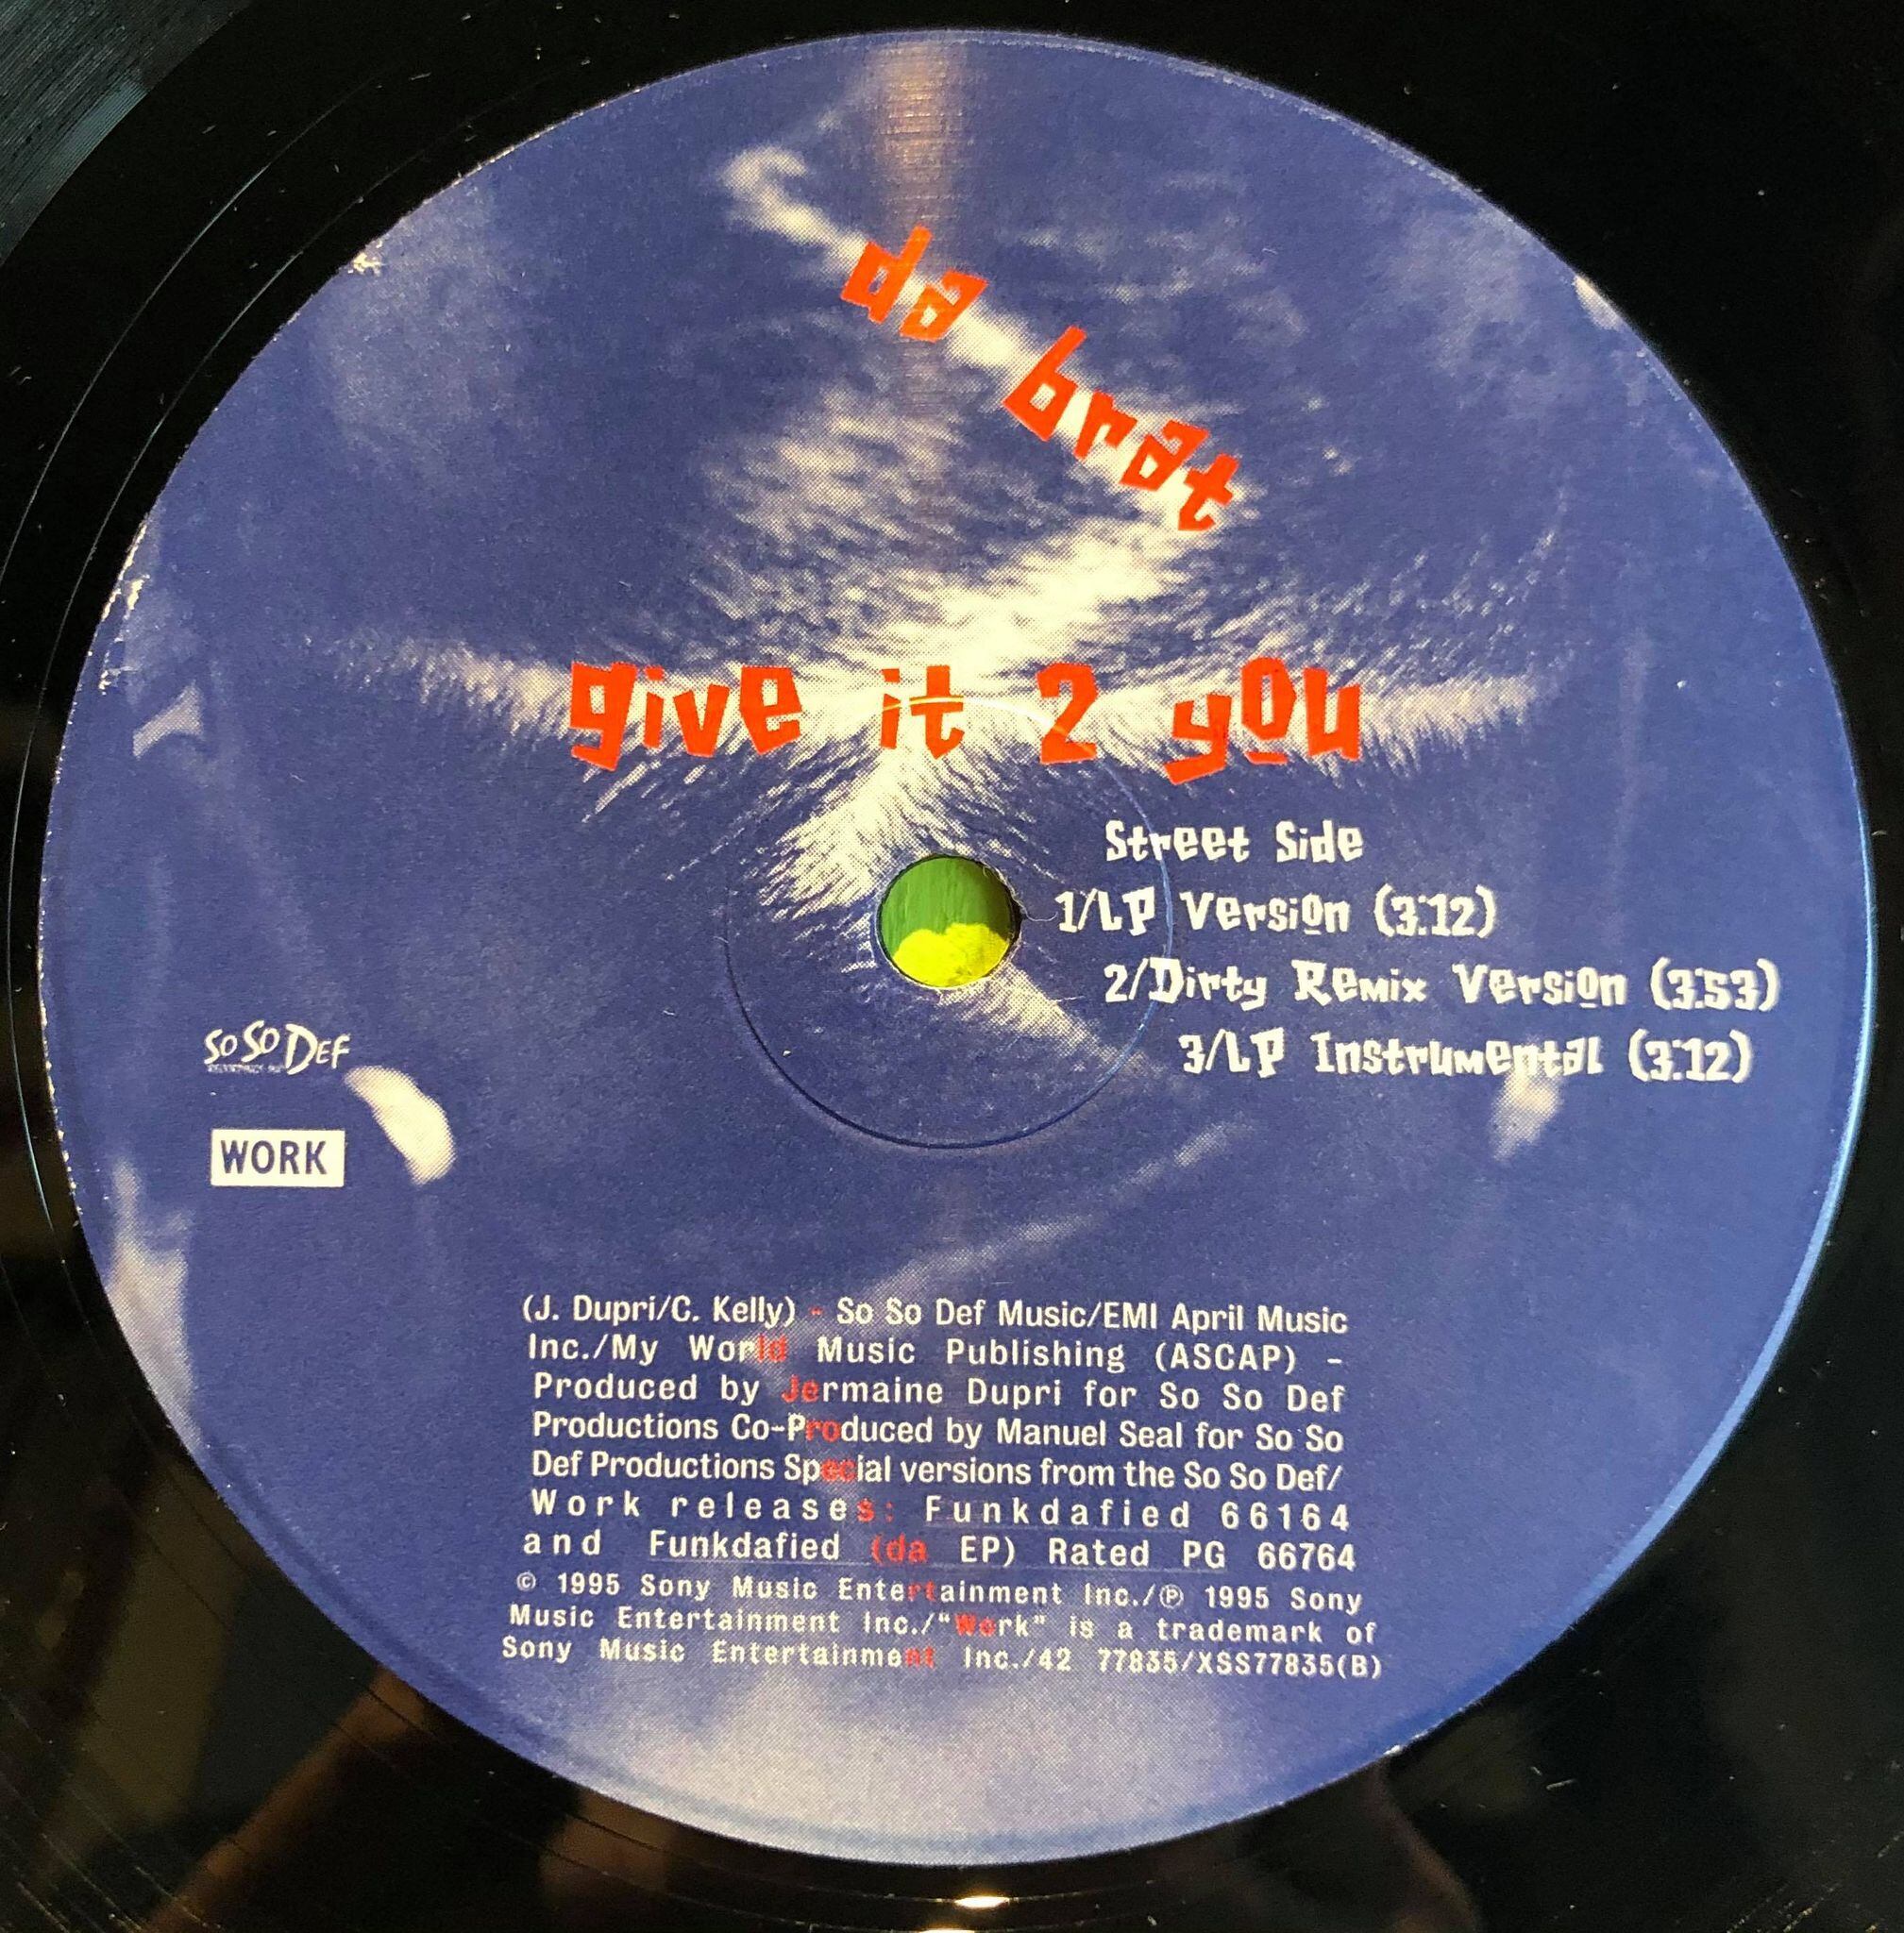 da brat
give it 2 you
Street Side
1/LP Version (3:12)
2/Dirty Remix Version (3:53)
3/LP Instrumental (3:12)
SO SO DEF
WORK
(J. Dupri/C. Kelly) - So So Def Music/EMI April Music
Inc./My World Music Publishing (ASCAP) -
Produced by Jermaine Dupri for So So Def
Productions Co-Produced by Manuel Seal for So So
Def Productions Special versions from the So So Def/
Work releases: Funkdafied 66164
and Funkdafied (da EP) Rated PG 66764
© 1995 Sony Music Entertainment Inc./℗ 1995 Sony
Music Entertainment Inc./“Work” is a trademark of
Sony Music Entertainment Inc./42 77835/XSS77835(B)